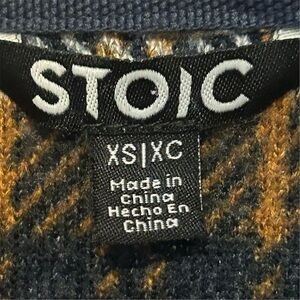 STOIC
XS|XC
Made in
China
Hecho En
China